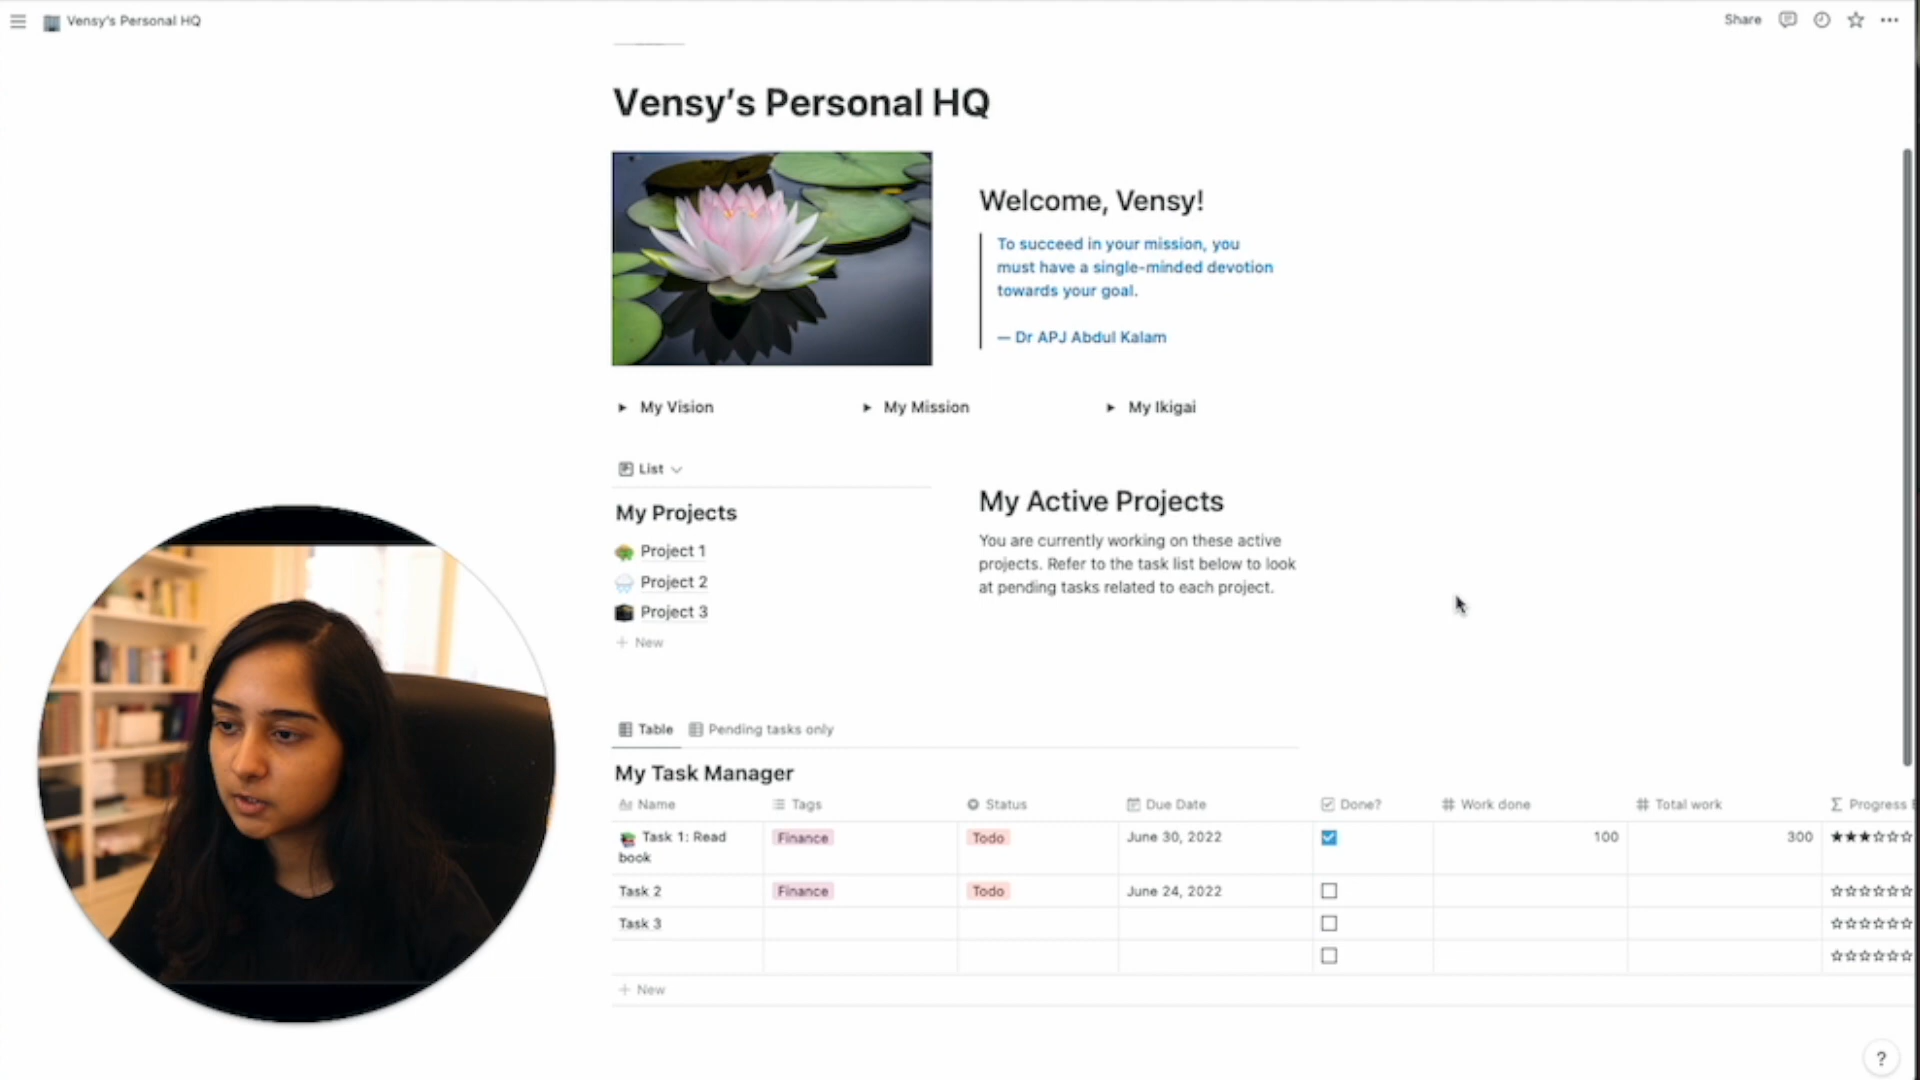 Vensy's Personal HQ
Share
Vensy's Personal HQ
Welcome, Vensy!
To succeed in your mission, you
must have a single-minded devotion
towards your goal.
— Dr APJ Abdul Kalam
My Vision
My Mission
My Ikigai
List
My Projects
Project 1
Project 2
Project 3
+ New
My Active Projects
You are currently working on these active
projects. Refer to the task list below to look
at pending tasks related to each project.
Table Pending tasks only
My Task Manager
Name Tags Status Due Date Done? Work done Total work Progress
Task 1: Read Finance Todo June 30, 2022 100 300 ★★★☆☆☆
book
Task 2 Finance Todo June 24, 2022 ☆☆☆☆☆☆
Task 3 ☆☆☆☆☆☆
☆☆☆☆☆☆
+ New
?